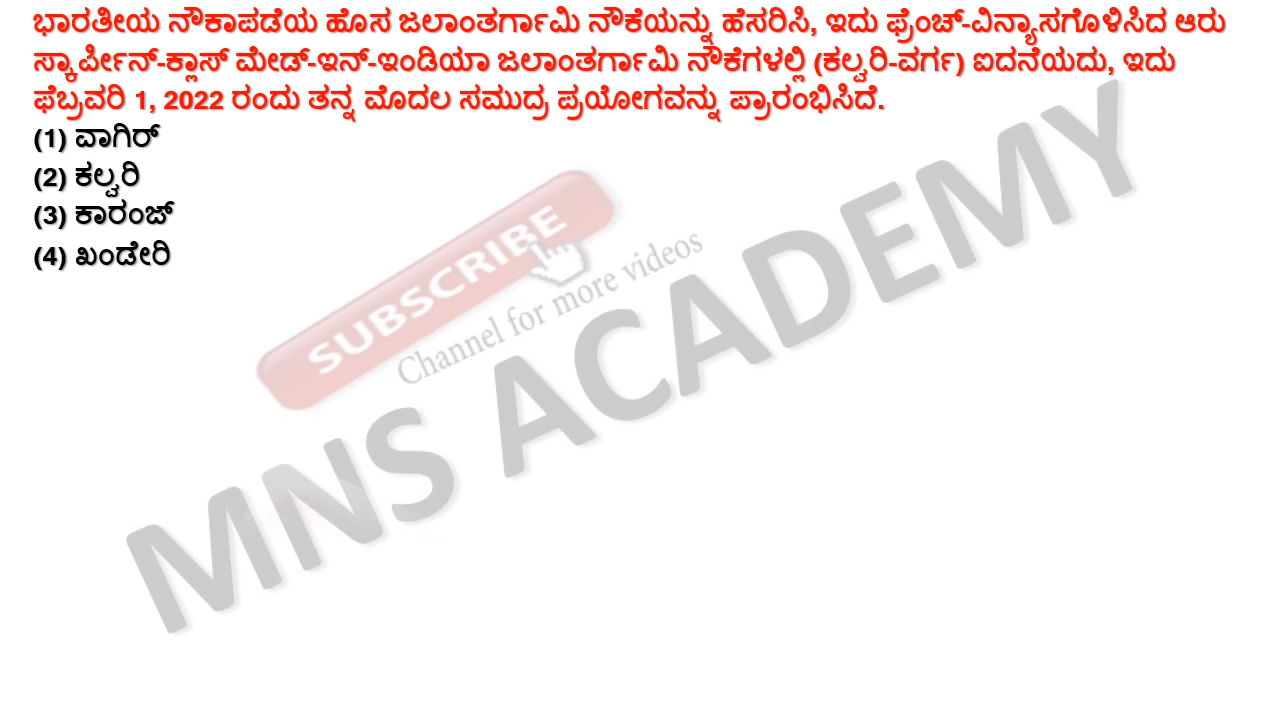 ಭಾರತೀಯ ನೌಕಾಪಡೆಯ ಹೊಸ ಜಲಾಂತರ್ಗಾಮಿ ನೌಕೆಯನ್ನು ಹೆಸರಿಸಿ, ಇದು ಫ್ರೆಂಚ್-ವಿನ್ಯಾಸಗೊಳಿಸಿದ ಆರು
ಸ್ಕಾರ್ಪೀನ್-ಕ್ಲಾಸ್ ಮೇಡ್-ಇನ್-ಇಂಡಿಯಾ ಜಲಾಂತರ್ಗಾಮಿ ನೌಕೆಗಳಲ್ಲಿ (ಕಲ್ವರಿ-ವರ್ಗ) ಐದನೆಯದು, ಇದು
ಫೆಬ್ರವರಿ 1, 2022 ರಂದು ತನ್ನ ಮೊದಲ ಸಮುದ್ರ ಪ್ರಯೋಗವನ್ನು ಪ್ರಾರಂಭಿಸಿದೆ.
(1) ವಾಗಿರ್
(2) ಕಲ್ವರಿ
(3) ಕಾರಂಜ್
(4) ಖಂಡೇರಿ
SUBSCRIBE
Channel for more videos
MNS ACADEMY